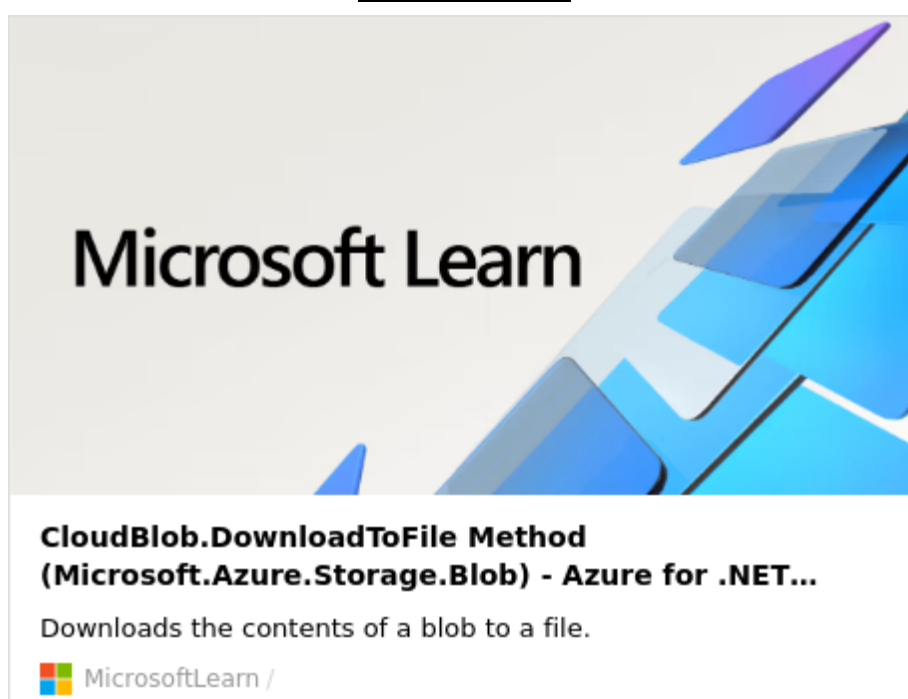 Microsoft Learn
CloudBlob.DownloadToFile Method
(Microsoft.Azure.Storage.Blob) - Azure for .NET...
Downloads the contents of a blob to a file.
MicrosoftLearn /